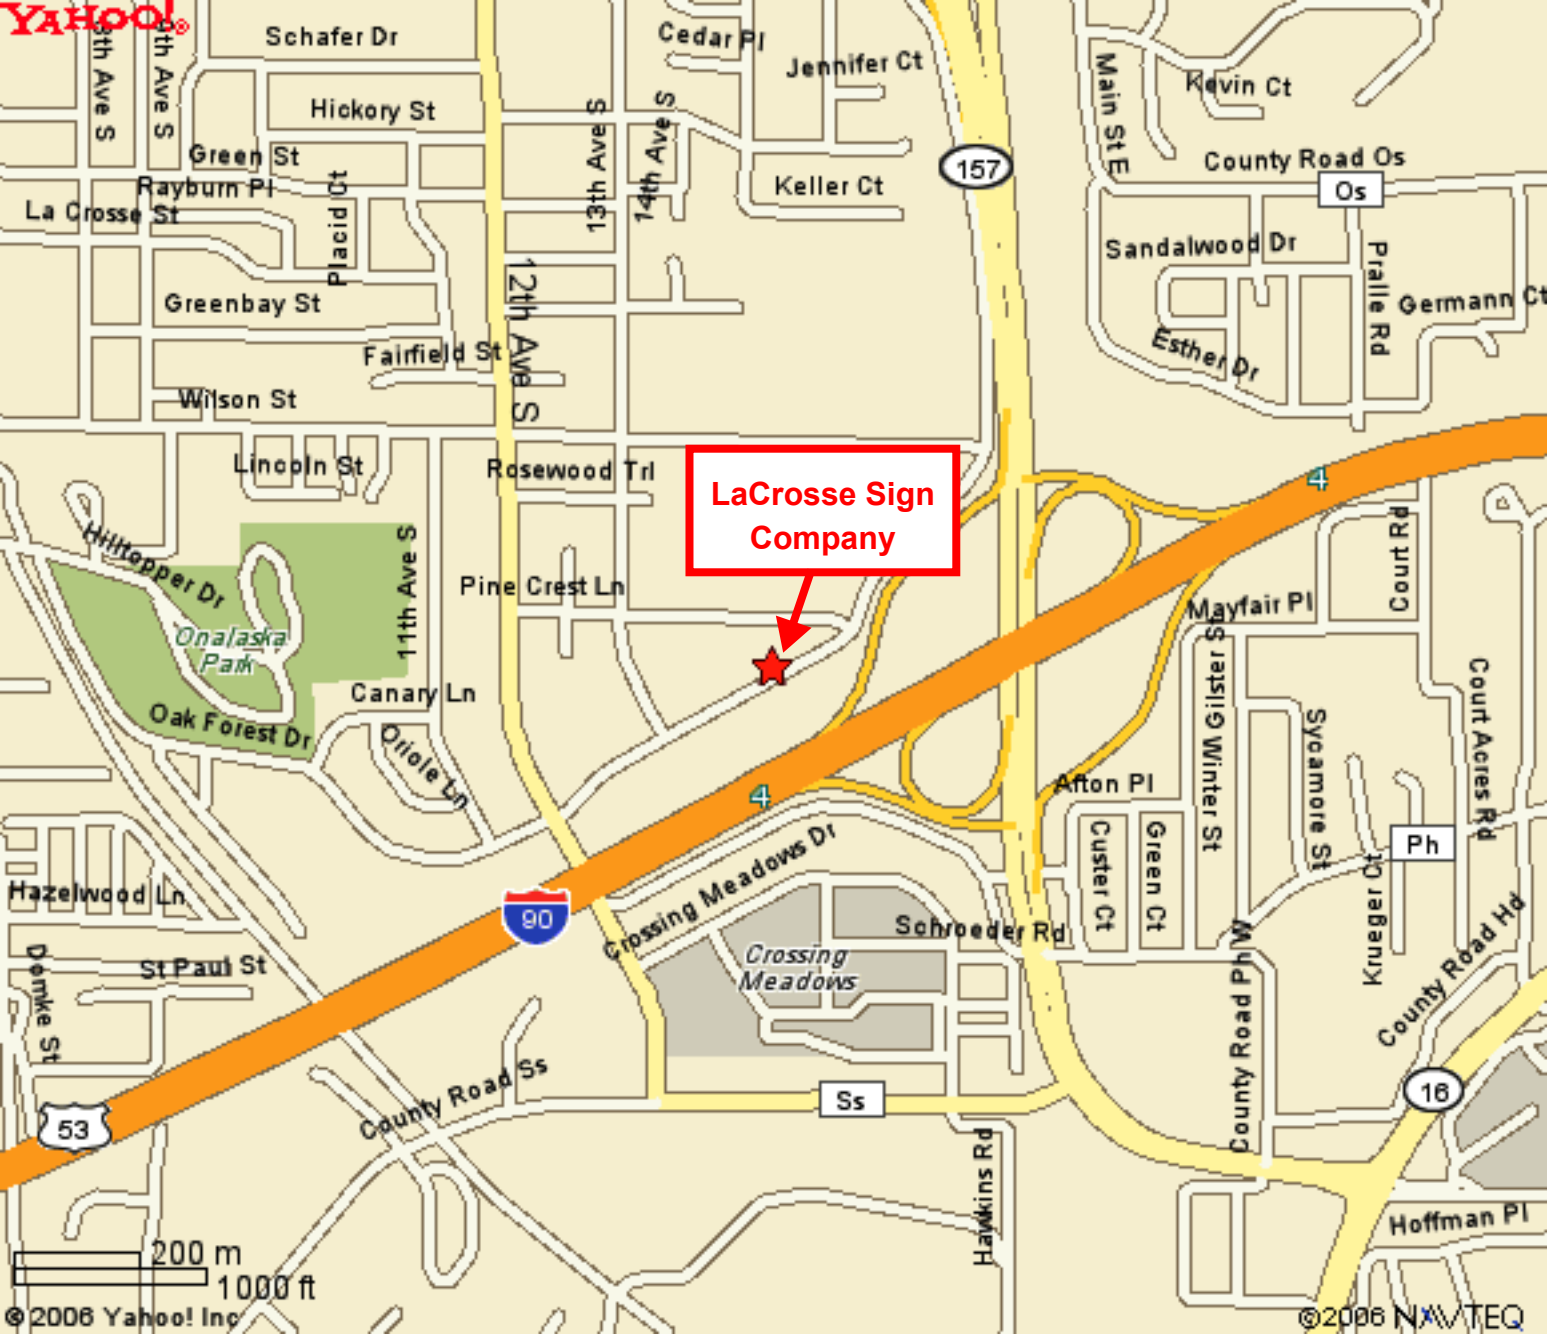 YAHOO!®
8th Ave S
9th Ave S
Schafer Dr
Cedar Pl
Jennifer Ct
Main St E
Kevin Ct
Hickory St
13th Ave S
14th Ave S
Green St
157
County Road Os
Os
Rayburn Pl
Placid Ct
Keller Ct
La Crosse St
Sandalwood Dr
Pralle Rd
Greenbay St
12th Ave S
Germann Ct
Fairfield St
Esther Dr
Wilson St
Lincoln St
Rosewood Trl
LaCrosse Sign
Company
4
Hilltopper Dr
11th Ave S
Pine Crest Ln
Court Rd
Mayfair Pl
Onalaska
Park
Gilster St
Canary Ln
Oak Forest Dr
Oriole Ln
Winter St
Sycamore St
Court Acres Rd
4
Afton Pl
Crossing Meadows Dr
Custer Ct
Green Ct
Ph
Krueger Ct
Hazelwood Ln
90
Schroeder Rd
County Road Hd
Crossing
Meadows
St Paul St
Domke St
County Road Ph W
County Road Ss
Ss
16
53
Hawkins Rd
Hoffman Pl
200 m
1000 ft
©2006 Yahoo! Inc
©2006 NAVTEQ